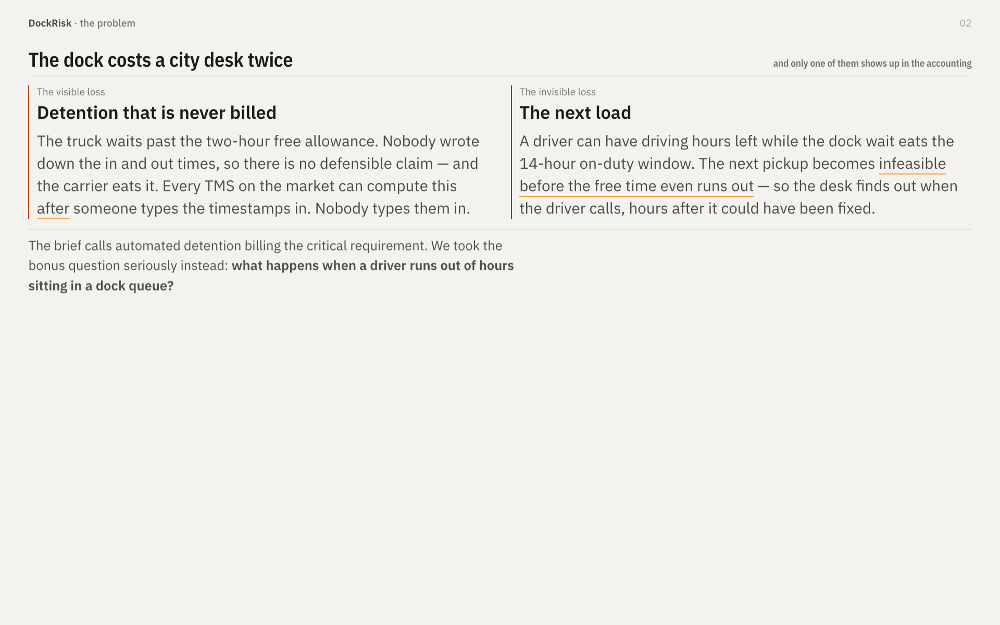 DockRisk · the problem
02
The dock costs a city desk twice
and only one of them shows up in the accounting
The visible loss
Detention that is never billed
The truck waits past the two-hour free allowance. Nobody wrote
down the in and out times, so there is no defensible claim — and
the carrier eats it. Every TMS on the market can compute this
after someone types the timestamps in. Nobody types them in.
The invisible loss
The next load
A driver can have driving hours left while the dock wait eats the
14-hour on-duty window. The next pickup becomes infeasible
before the free time even runs out — so the desk finds out when
the driver calls, hours after it could have been fixed.
The brief calls automated detention billing the critical requirement. We took the
bonus question seriously instead: what happens when a driver runs out of hours
sitting in a dock queue?